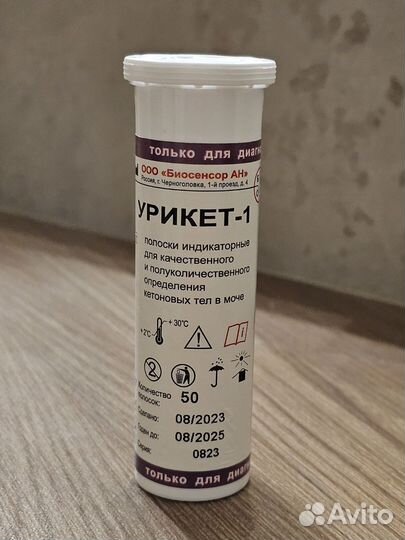 только для диагн
ООО «Биосенсор АН»
Россия, г. Черноголовка, 1-й проезд, д. 4
УРИКЕТ-1
полоски индикаторные
для качественного
и полуколичественного
определения
кетоновых тел в моче
+2°C
+30°C
Количество полосок: 50
Сделано: 08/2023
Годен до: 08/2025
Серия: 0823
только для диагн
Avito